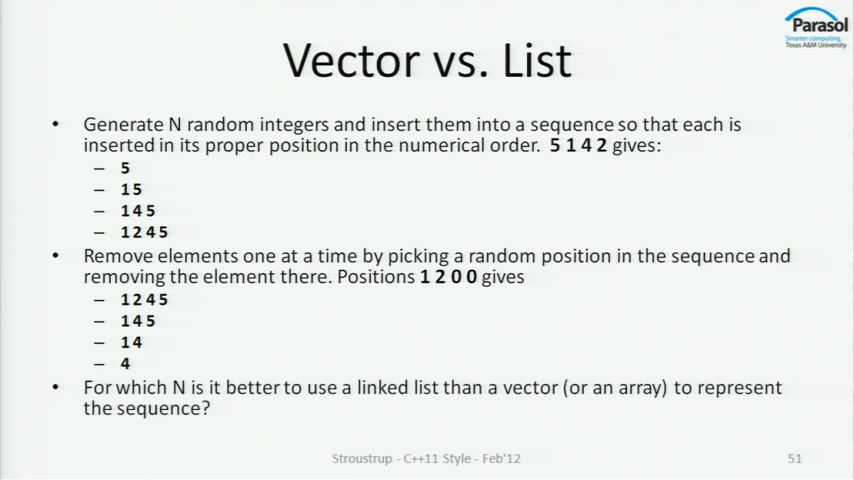 Parasol
Smarter computing.
Texas A&M University
Vector vs. List
• Generate N random integers and insert them into a sequence so that each is
inserted in its proper position in the numerical order. 5 1 4 2 gives:
– 5
– 1 5
– 1 4 5
– 1 2 4 5
• Remove elements one at a time by picking a random position in the sequence and
removing the element there. Positions 1 2 0 0 gives
– 1 2 4 5
– 1 4 5
– 1 4
– 4
• For which N is it better to use a linked list than a vector (or an array) to represent
the sequence?
Stroustrup - C++11 Style - Feb'12
51